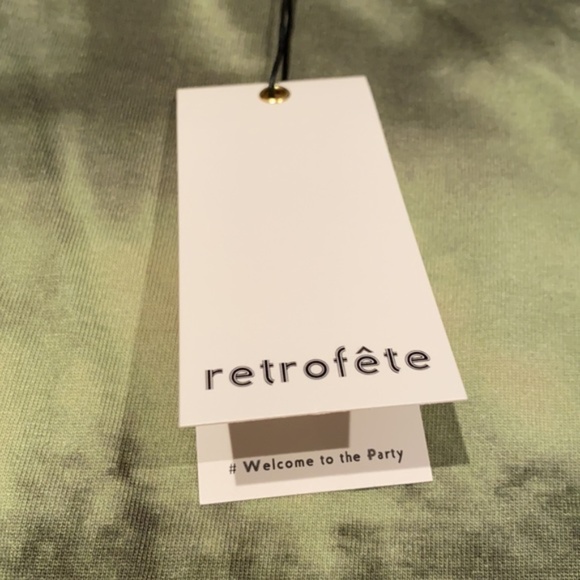 retrofête
# Welcome to the Party